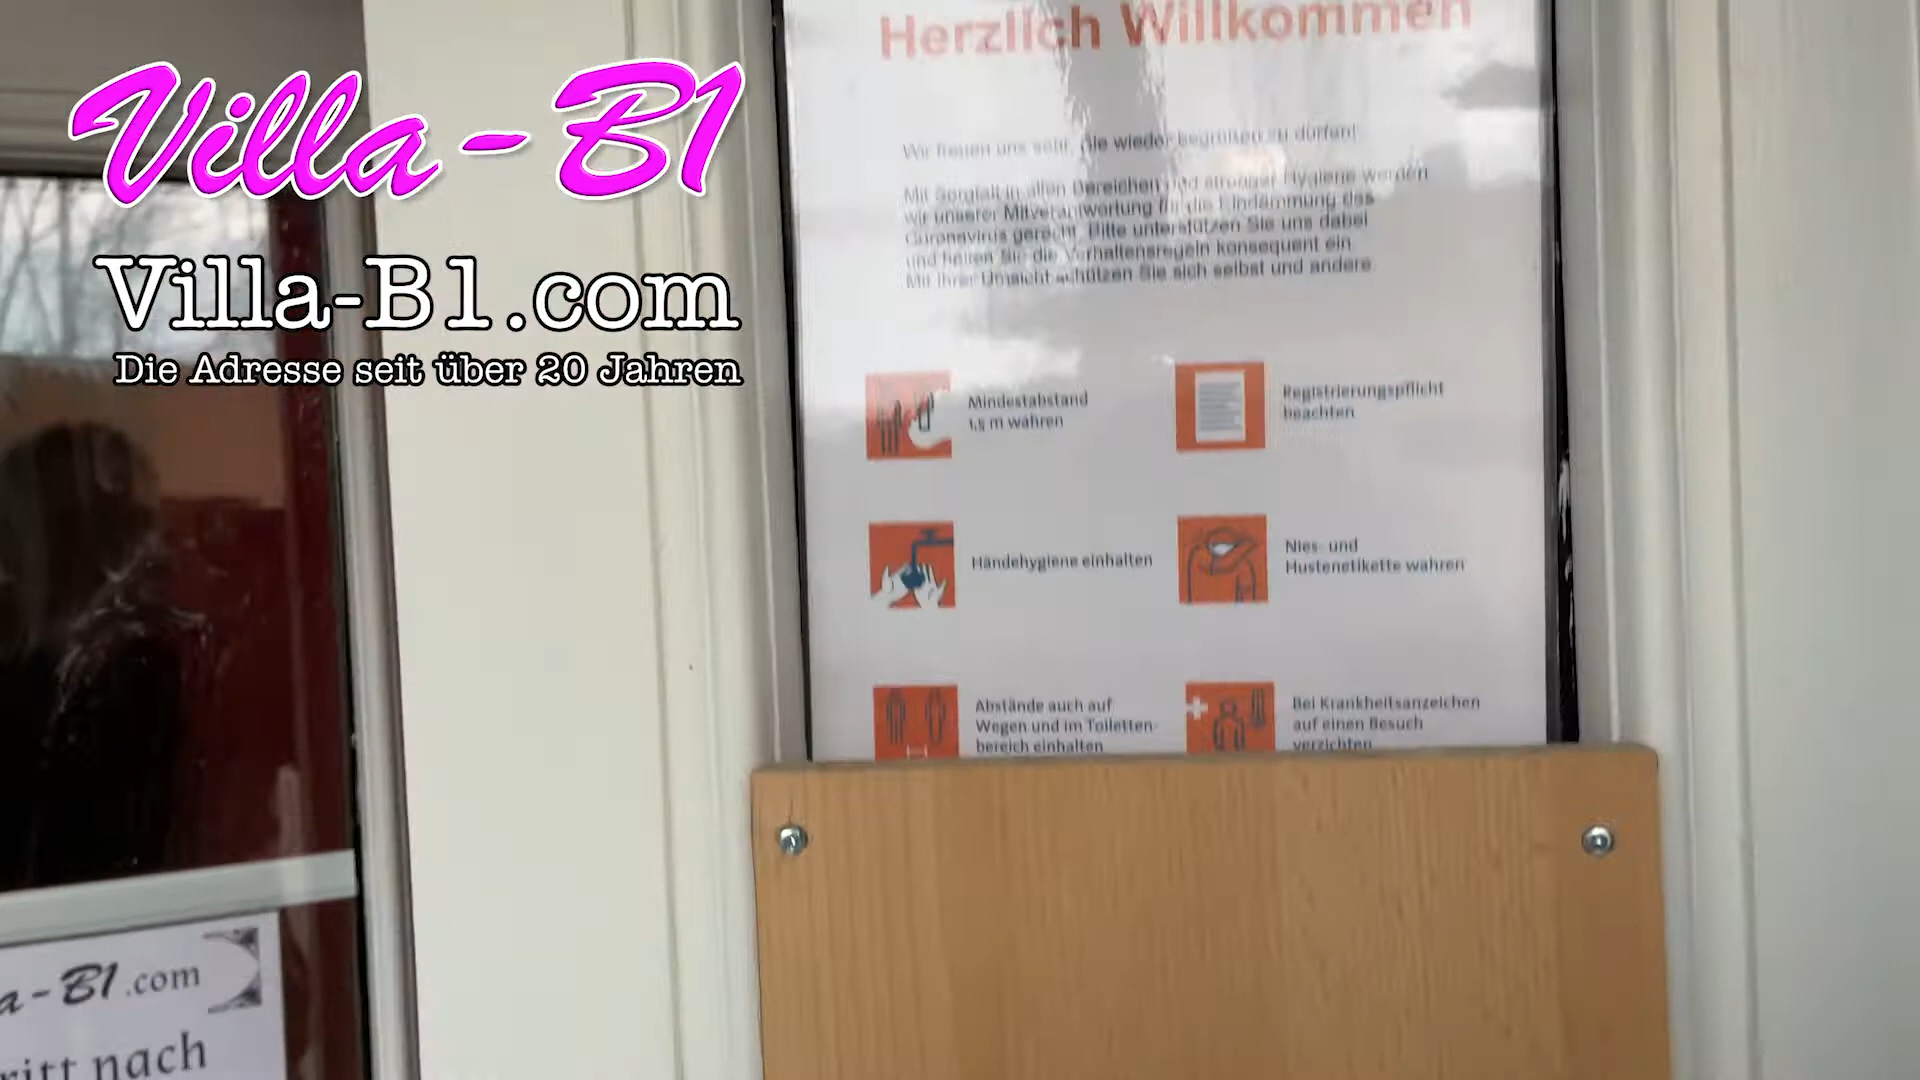 Villa-B1
Villa-B1.com
Die Adresse seit über 20 Jahren
Herzlich Willkommen
Wir freuen uns sehr, Sie wieder begrüßen zu dürfen!
Mit Sorgfalt in allen Bereichen und strenger Hygiene werden
wir unserer Mitverantwortung für die Eindämmung des
Coronavirus gerecht. Bitte unterstützen Sie uns dabei
und halten Sie die Verhaltensregeln konsequent ein.
Mit Ihrer Umsicht schützen Sie sich selbst und andere.
Mindestabstand
1,5 m wahren
Registrierungspflicht
beachten
Händehygiene einhalten
Nies- und
Hustenetikette wahren
Abstände auch auf
Wegen und im Toiletten-
bereich einhalten
Bei Krankheitsanzeichen
auf einen Besuch
verzichten
a-B1.com
ritt nach